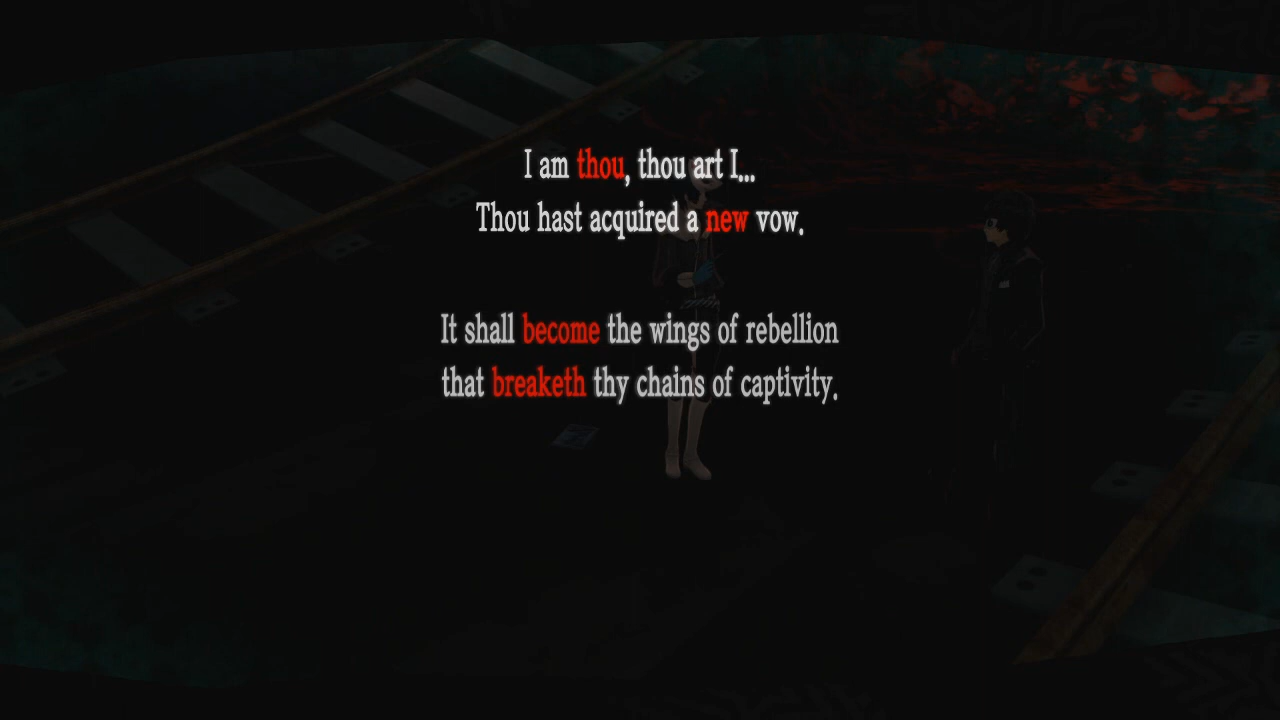 I am thou, thou art I...
Thou hast acquired a new vow.
It shall become the wings of rebellion
that breaketh thy chains of captivity.